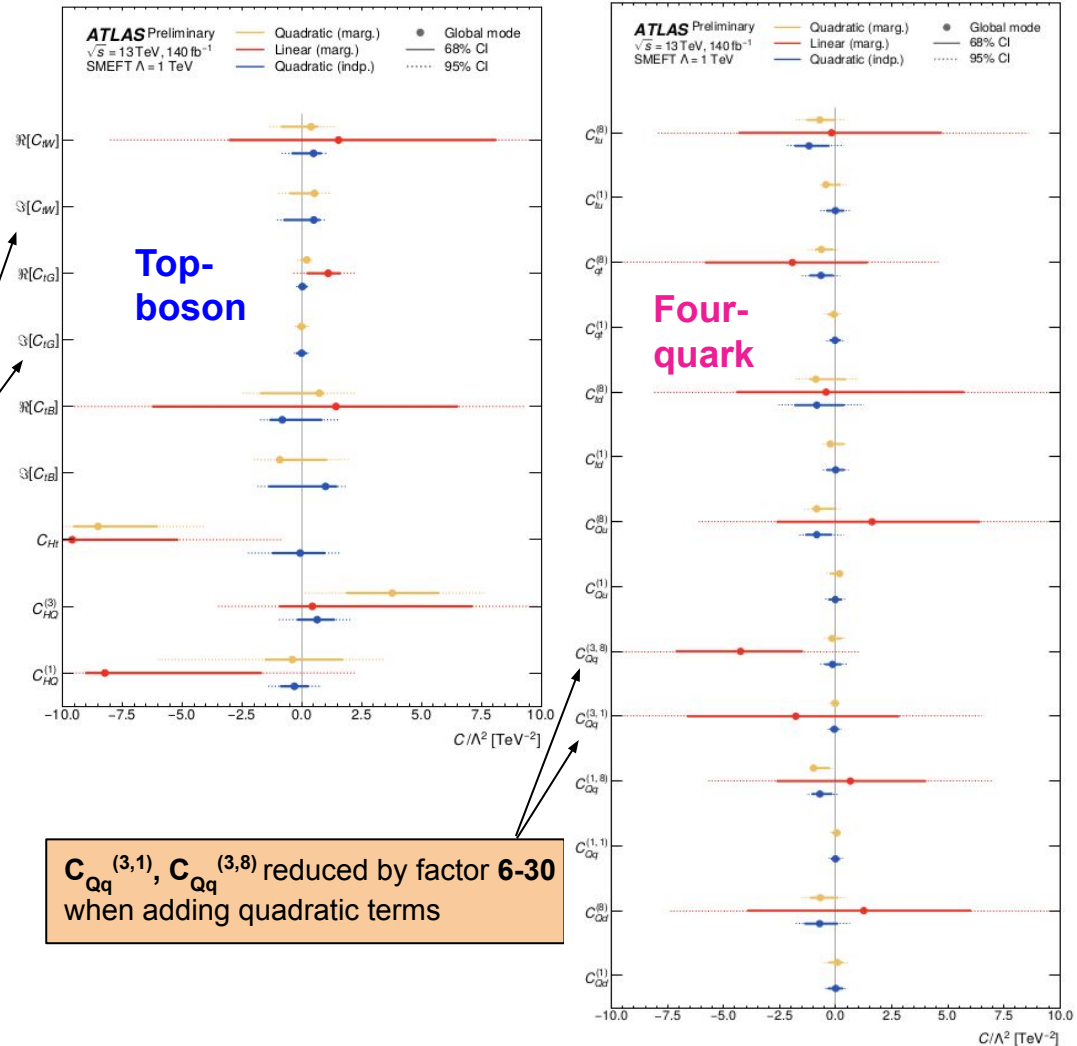 ATLAS Preliminary
√s = 13 TeV, 140 fb⁻¹
SMEFT Λ = 1 TeV
Quadratic (marg.)
Linear (marg.)
Quadratic (indp.)
Global mode
68% CI
95% CI
ℜ[C_tW]
ℑ[C_tW]
ℜ[C_tG]
ℑ[C_tG]
ℜ[C_tB]
ℑ[C_tB]
C_Ht
C_HQ^(3)
C_HQ^(1)
Top-
boson
−10.0 −7.5 −5.0 −2.5 0.0 2.5 5.0 7.5 10.0
C/Λ² [TeV⁻²]
C_Qq^(3,1), C_Qq^(3,8) reduced by factor 6-30
when adding quadratic terms
ATLAS Preliminary
√s = 13 TeV, 140 fb⁻¹
SMEFT Λ = 1 TeV
Quadratic (marg.)
Linear (marg.)
Quadratic (indp.)
Global mode
68% CI
95% CI
C_tu^(8)
C_tu^(1)
C_qt^(8)
C_qt^(1)
C_td^(8)
C_td^(1)
C_Qu^(8)
C_Qu^(1)
C_Qq^(3,8)
C_Qq^(3,1)
C_Qq^(1,8)
C_Qq^(1,1)
C_Qd^(8)
C_Qd^(1)
Four-
quark
−10.0 −7.5 −5.0 −2.5 0.0 2.5 5.0 7.5 10.0
C/Λ² [TeV⁻²]